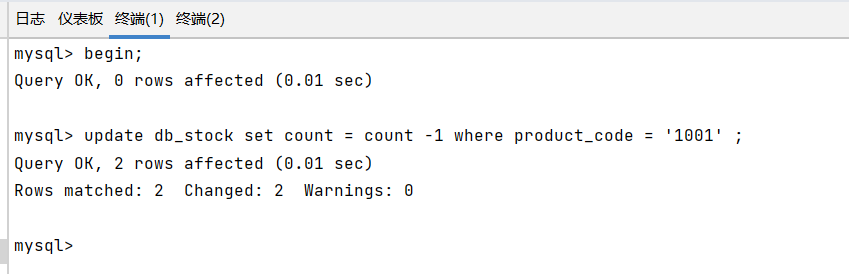 日志 仪表板 终端(1) 终端(2)
mysql> begin;
Query OK, 0 rows affected (0.01 sec)
mysql> update db_stock set count = count -1 where product_code = '1001' ;
Query OK, 2 rows affected (0.01 sec)
Rows matched: 2  Changed: 2  Warnings: 0
mysql>